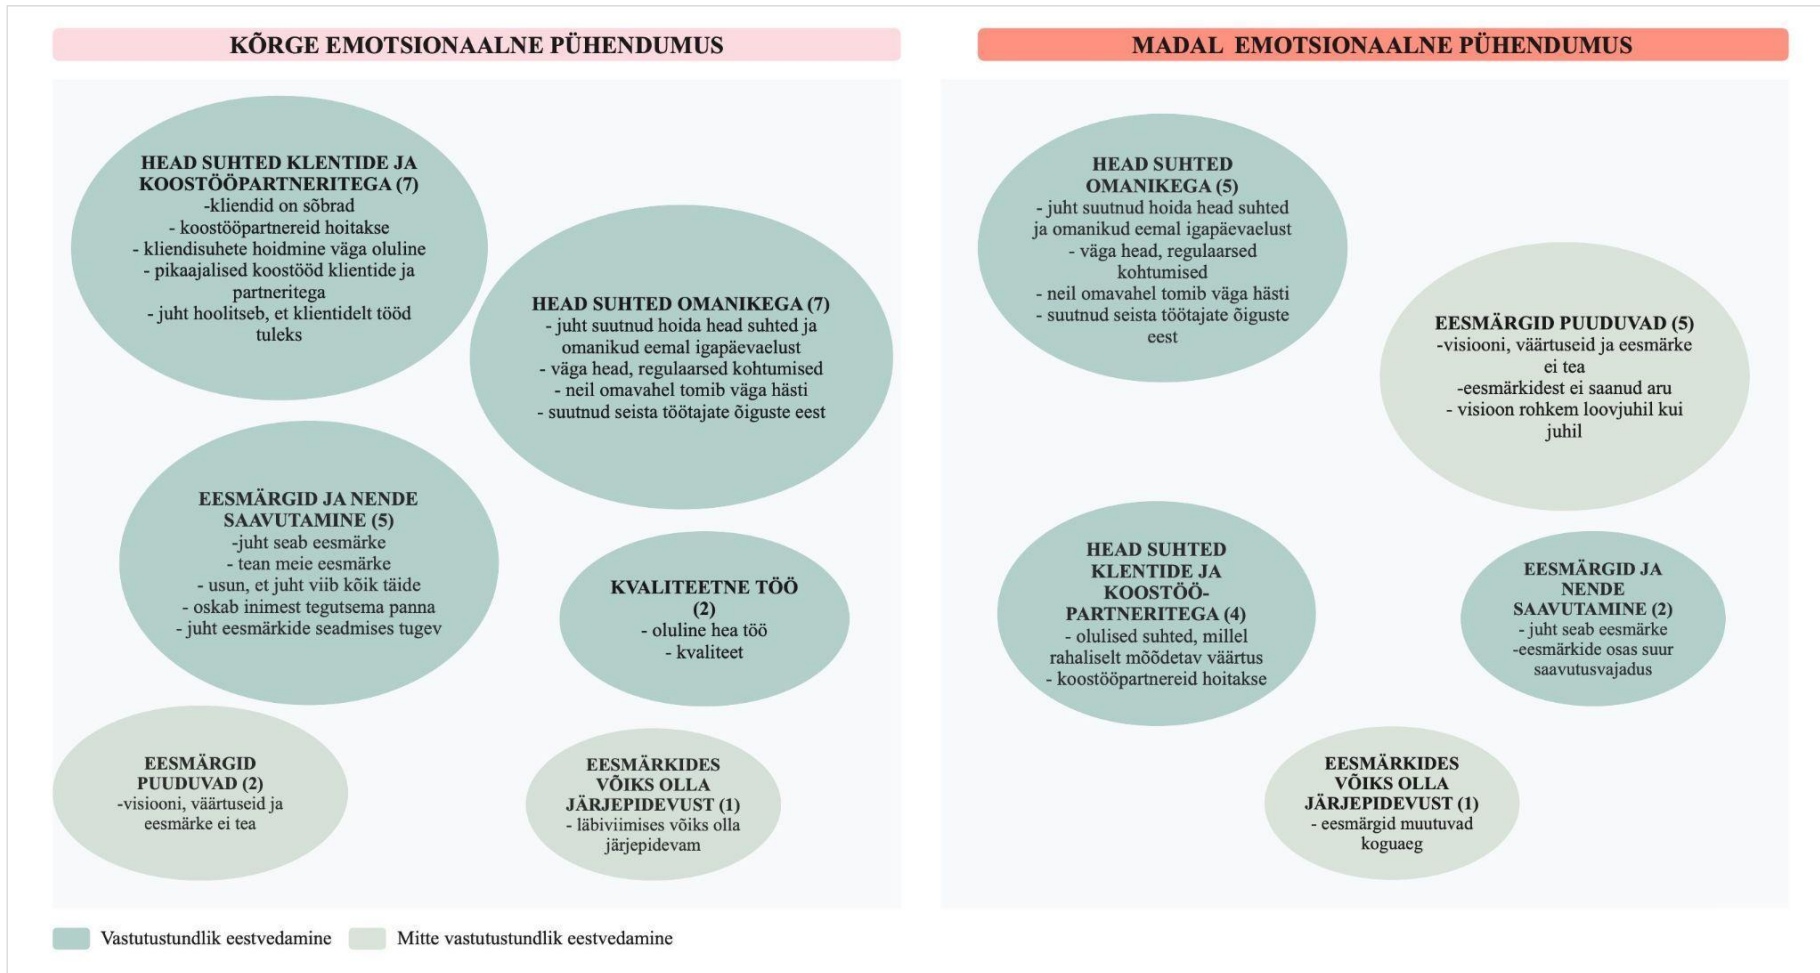 KÕRGE EMOTSIONAALNE PÜHENDUMUS
HEAD SUHTED KLENTIDE JA
KOOSTÖÖPARTNERITEGA (7)
-kliendid on sõbrad
- koostööpartnereid hoitakse
- kliendisuhete hoidmine väga oluline
- pikaajalised koostööd klientide ja
partneritega
- juht hoolitseb, et klientidelt tööd
tuleks
HEAD SUHTED OMANIKEGA (7)
- juht suutnud hoida head suhted ja
omanikud eemal igapäevaelust
- väga head, regulaarsed kohtumised
- neil omavahel tomib väga hästi
- suutnud seista töötajate õiguste eest
EESMÄRGID JA NENDE
SAAVUTAMINE (5)
-juht seab eesmärke
- tean meie eesmärke
- usun, et juht viib kõik täide
- oskab inimest tegutsema panna
- juht eesmärkide seadmises tugev
KVALITEETNE TÖÖ
(2)
- oluline hea töö
- kvaliteet
EESMÄRGID
PUUDUVAD (2)
-visiooni, väärtuseid ja
eesmärke ei tea
EESMÄRKIDES
VÕIKS OLLA
JÄRJEPIDEVUST (1)
- läbiviimises võiks olla
järjepidevam
MADAL EMOTSIONAALNE PÜHENDUMUS
HEAD SUHTED
OMANIKEGA (5)
- juht suutnud hoida head suhted
ja omanikud eemal igapäevaelust
- väga head, regulaarsed
kohtumised
- neil omavahel tomib väga hästi
- suutnud seista töötajate õiguste
eest
EESMÄRGID PUUDUVAD (5)
-visiooni, väärtuseid ja eesmärke
ei tea
-eesmärkidest ei saanud aru
- visioon rohkem loovjuhil kui
juhil
HEAD SUHTED
KLENTIDE JA
KOOSTÖÖ-
PARTNERITEGA (4)
- olulised suhted, millel
rahaliselt mõõdetav väärtus
- koostööpartnereid hoitakse
EESMÄRGID JA
NENDE
SAAVUTAMINE (2)
- juht seab eesmärke
-eesmärkide osas suur
saavutusvajadus
EESMÄRKIDES
VÕIKS OLLA
JÄRJEPIDEVUST (1)
- eesmärgid muutuvad
koguaeg
Vastutustundlik eestvedamine
Mitte vastutustundlik eestvedamine